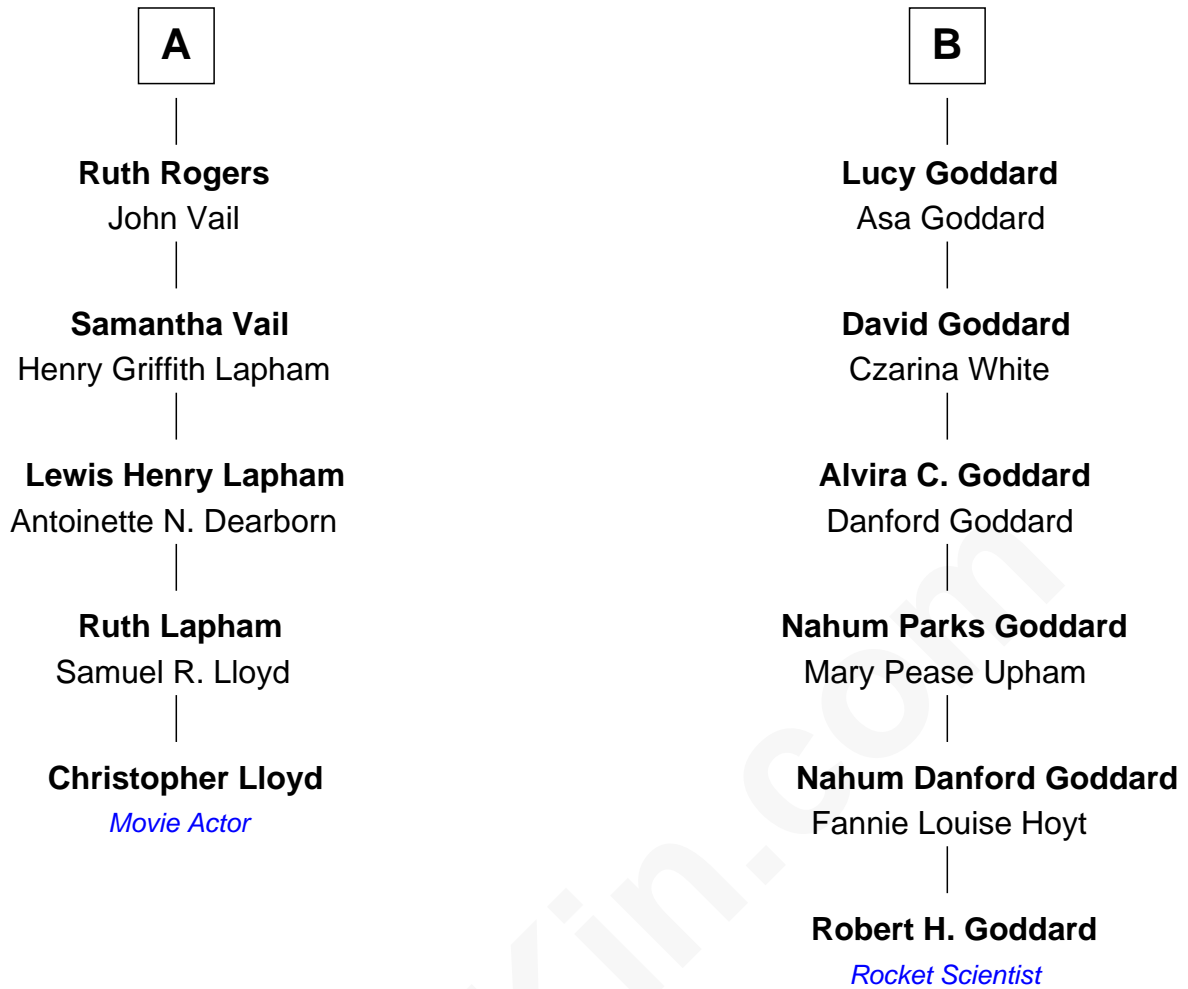 A
Ruth Rogers
John Vail
Samantha Vail
Henry Griffith Lapham
Lewis Henry Lapham
Antoinette N. Dearborn
Ruth Lapham
Samuel R. Lloyd
Christopher Lloyd
Movie Actor
B
Lucy Goddard
Asa Goddard
David Goddard
Czarina White
Alvira C. Goddard
Danford Goddard
Nahum Parks Goddard
Mary Pease Upham
Nahum Danford Goddard
Fannie Louise Hoyt
Robert H. Goddard
Rocket Scientist
Kin.com